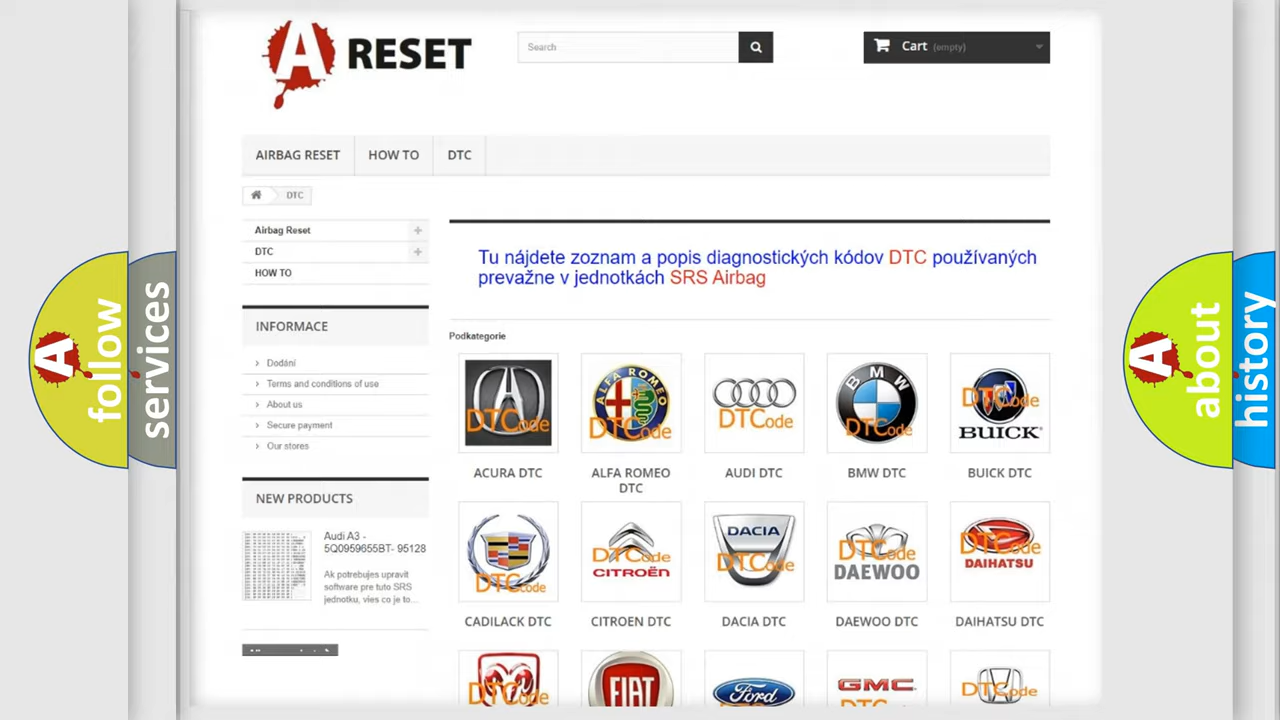 A RESET
Search
Cart (empty)
AIRBAG RESET
HOW TO
DTC
DTC
Airbag Reset
DTC
HOW TO
INFORMACE
Dodání
Terms and conditions of use
About us
Secure payment
Our stores
NEW PRODUCTS
Audi A3 -
5Q0959655BT- 95128
Ak potrebujes upravit
software pre tuto SRS
jednotku, vies co je to...
Tu nájdete zoznam a popis diagnostických kódov DTC používaných
prevažne v jednotkách SRS Airbag
Podkategorie
DTCode
ALFA ROMEO
DTCode
DTCode
BMW
DTCode
DTCode
BUICK
ACURA DTC
ALFA ROMEO
DTC
AUDI DTC
BMW DTC
BUICK DTC
DTCode
DTCode
CITROËN
DACIA
DTCode
DTCode
DAEWOO
DTCode
DAIHATSU
CADILACK DTC
CITROEN DTC
DACIA DTC
DAEWOO DTC
DAIHATSU DTC
DTCode
FIAT
Ford
GMC
DTCode
A follow
services
A about
history